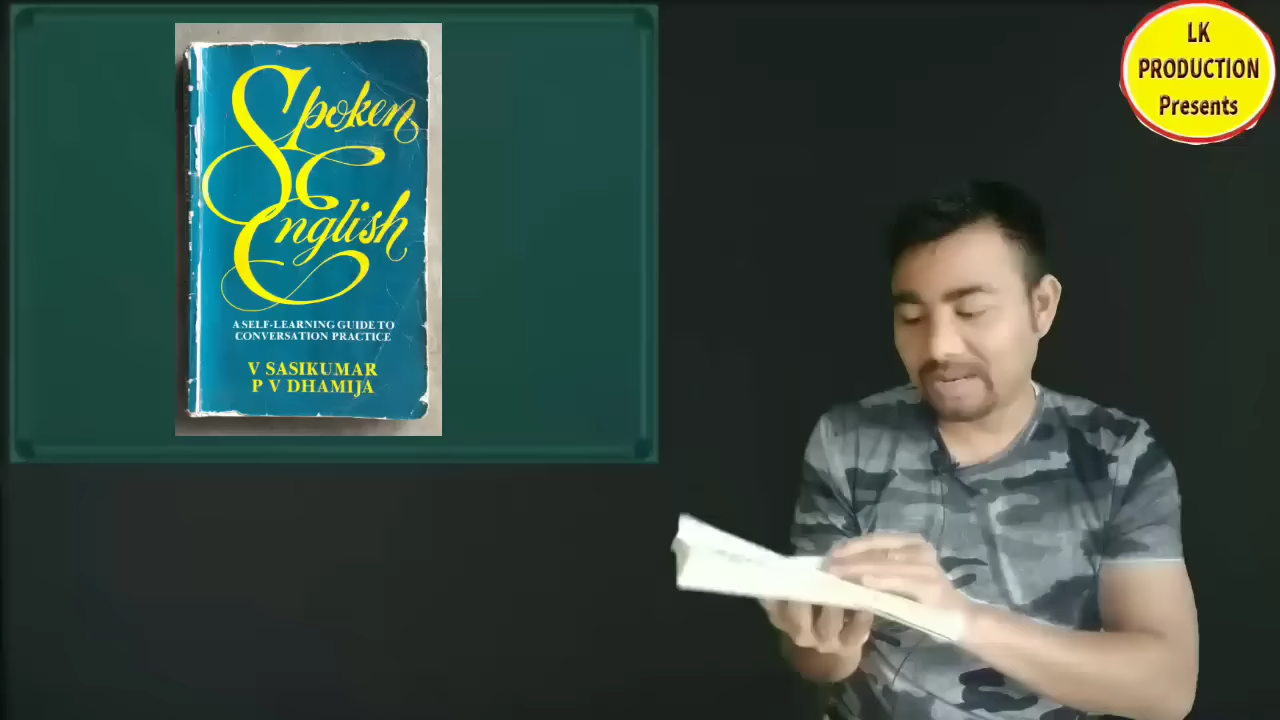 Spoken
English
A SELF-LEARNING GUIDE TO
CONVERSATION PRACTICE
V SASIKUMAR
P V DHAMIJA
LK
PRODUCTION
Presents